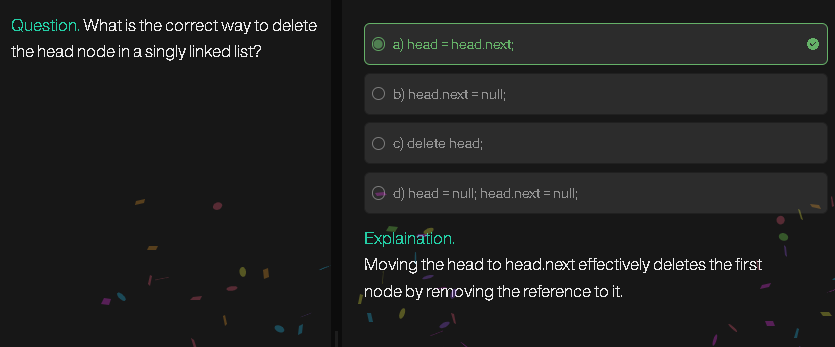 Question. What is the correct way to delete
the head node in a singly linked list?
a) head = head.next;
b) head.next = null;
c) delete head;
d) head = null; head.next = null;
Explaination.
Moving the head to head.next effectively deletes the first
node by removing the reference to it.